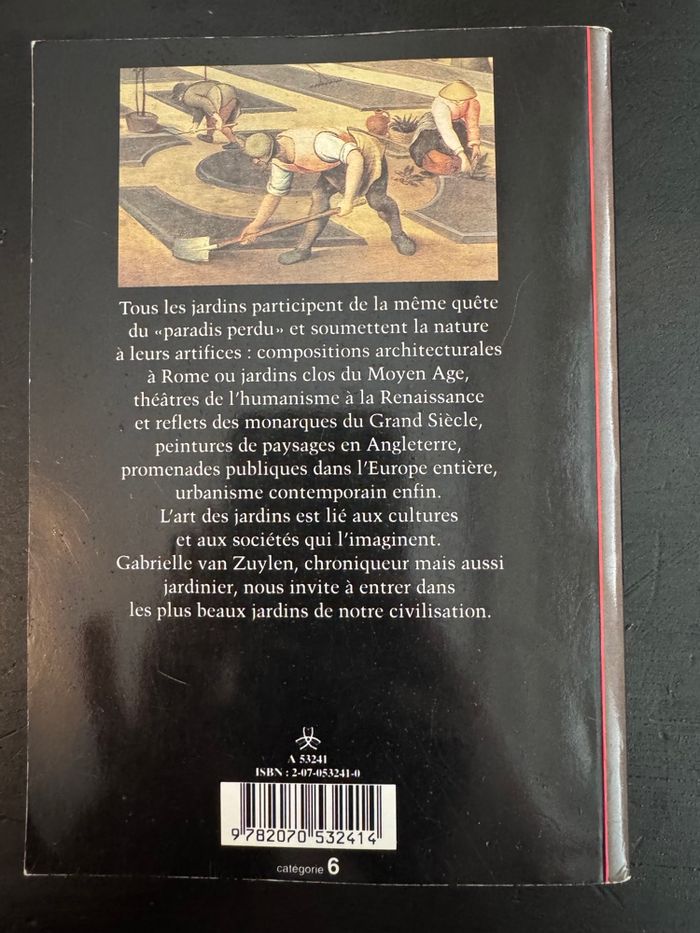 Tous les jardins participent de la même quête
du «paradis perdu» et soumettent la nature
à leurs artifices : compositions architecturales
à Rome ou jardins clos du Moyen Age,
théâtres de l'humanisme à la Renaissance
et reflets des monarques du Grand Siècle,
peintures de paysages en Angleterre,
promenades publiques dans l'Europe entière,
urbanisme contemporain enfin.
L'art des jardins est lié aux cultures
et aux sociétés qui l'imaginent.
Gabrielle van Zuylen, chroniqueur mais aussi
jardinier, nous invite à entrer dans
les plus beaux jardins de notre civilisation.
A 53241
ISBN : 2-07-053241-0
9 782070 532414
catégorie 6